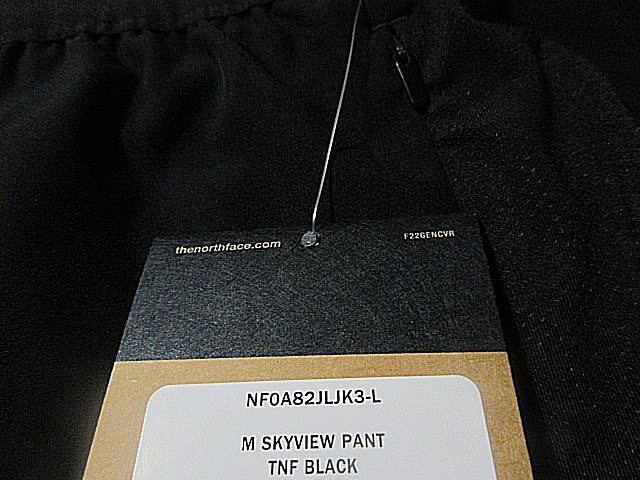 thenorthface.com
F22GENCVR
NF0A82JLJK3-L
M SKYVIEW PANT
TNF BLACK